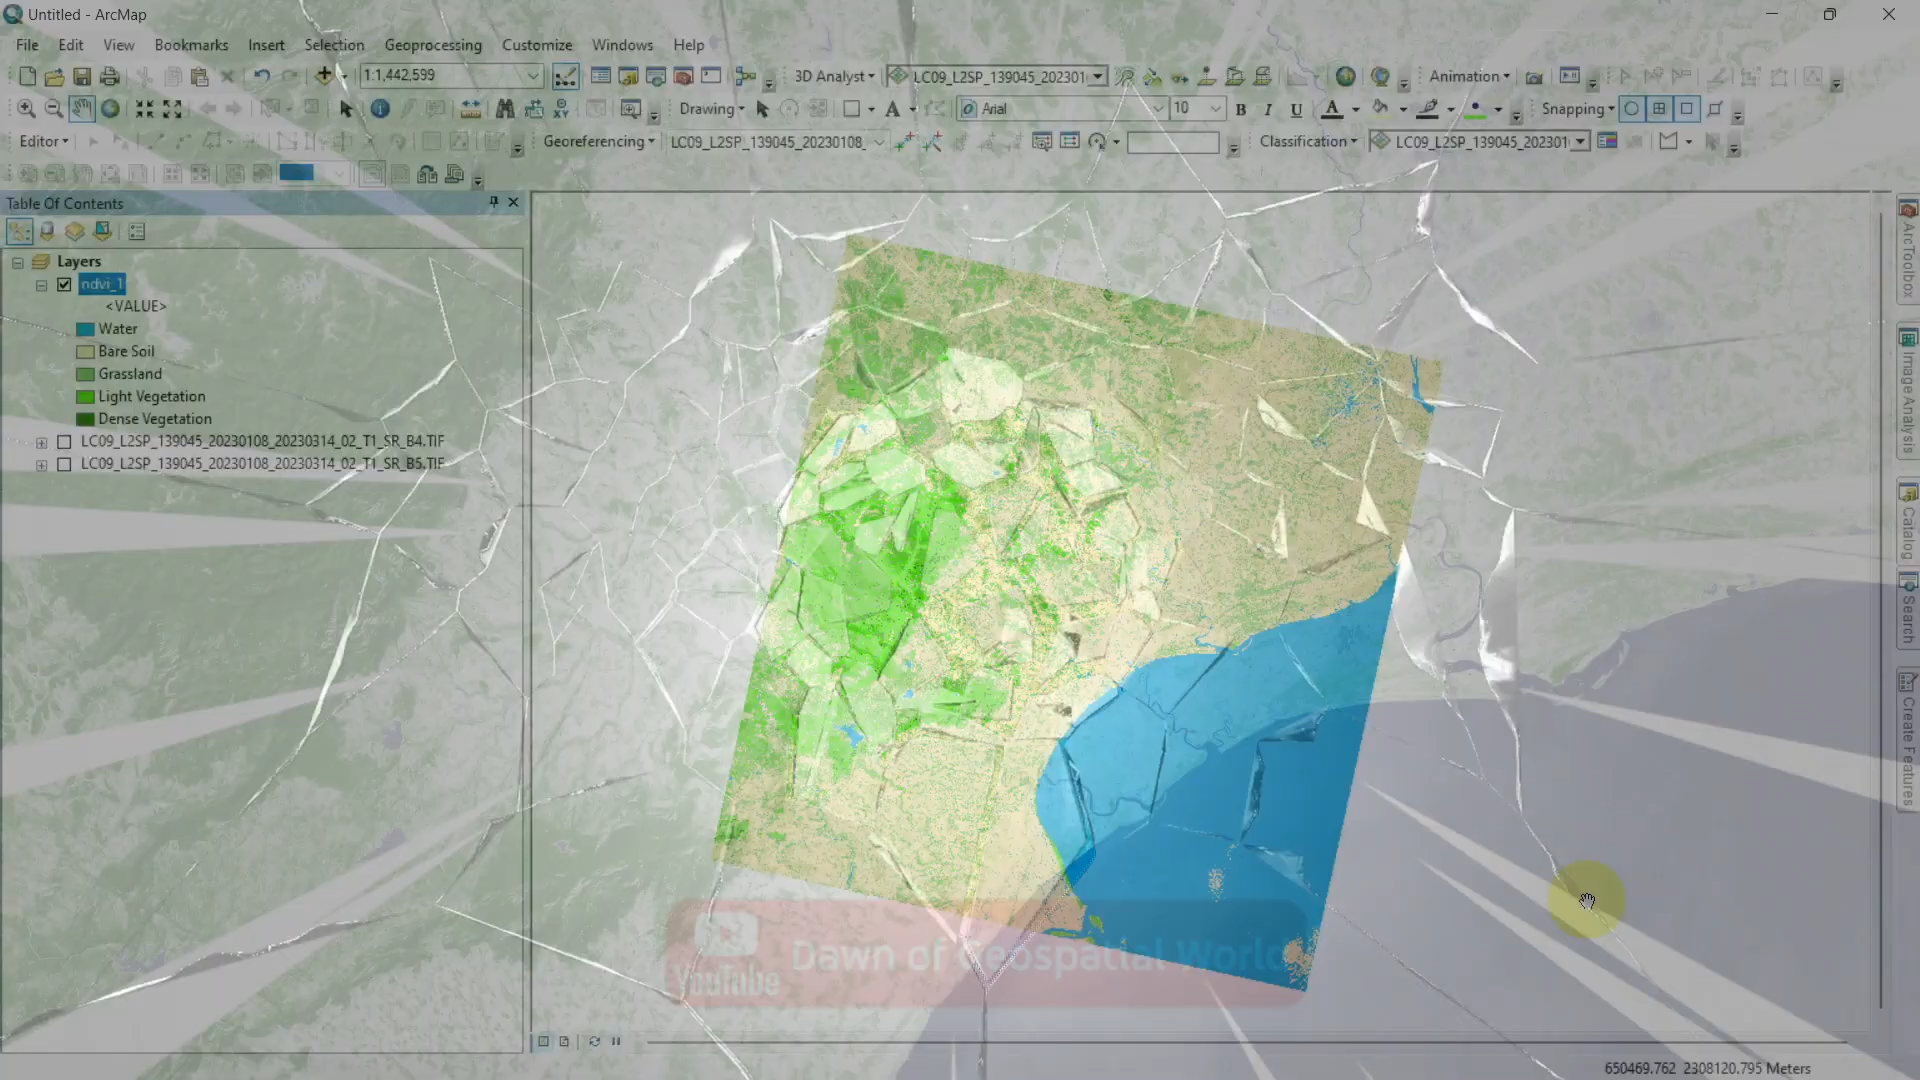 Untitled - ArcMap
File Edit View Bookmarks Insert Selection Geoprocessing Customize Windows Help
1:1,442,599 3D Analyst LC09_L2SP_139045_202301 Animation
Drawing A Arial 10 B I U A Snapping
Editor Georeferencing LC09_L2SP_139045_20230108_ Classification LC09_L2SP_139045_202301
Table Of Contents
Layers
ndvi_1
<VALUE>
Water
Bare Soil
Grassland
Light Vegetation
Dense Vegetation
LC09_L2SP_139045_20230108_20230314_02_T1_SR_B4.TIF
LC09_L2SP_139045_20230108_20230314_02_T1_SR_B5.TIF
ArcToolbox
Image Analysis
Catalog
Search
Create Features
YouTube
Dawn of Geospatial World
650469.762 2308120.795 Meters